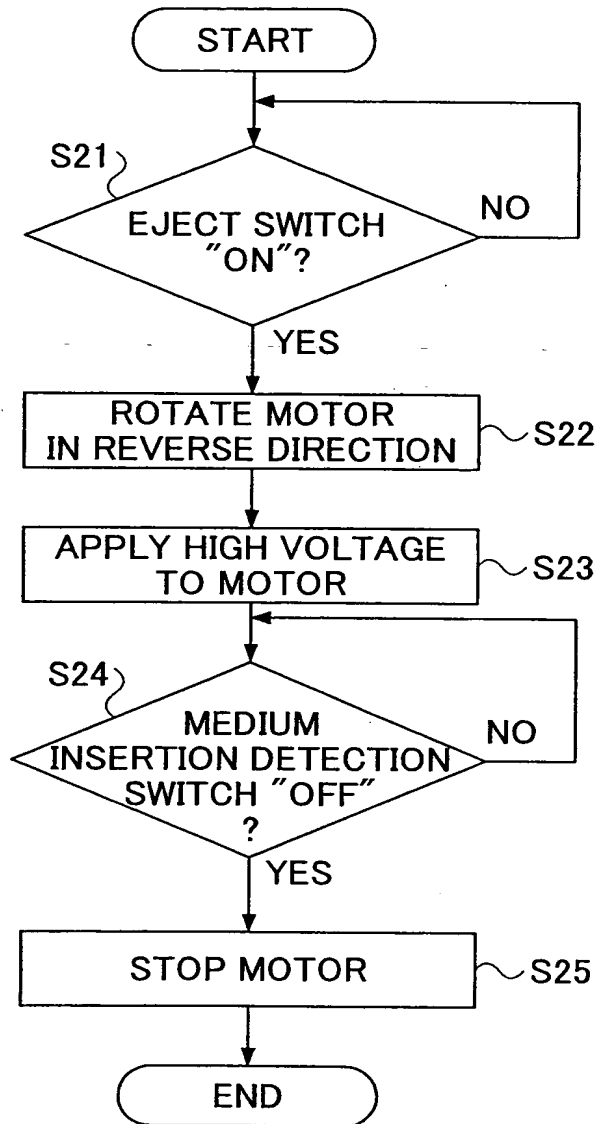 START
S21
EJECT SWITCH
"ON"?
NO
YES
ROTATE MOTOR
IN REVERSE DIRECTION
S22
APPLY HIGH VOLTAGE
TO MOTOR
S23
S24
MEDIUM
INSERTION DETECTION
SWITCH "OFF"
?
NO
YES
STOP MOTOR
S25
END